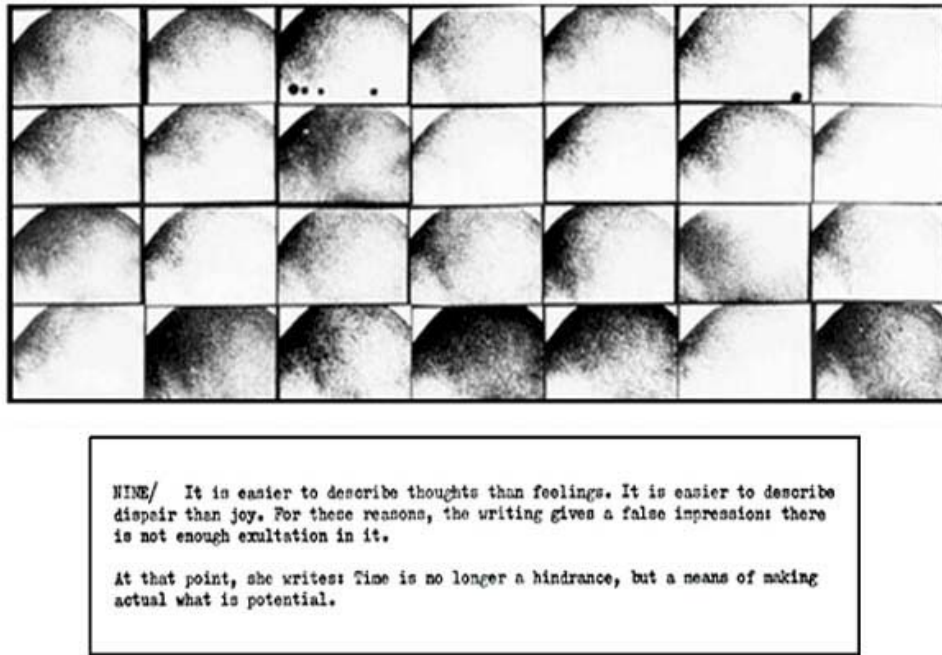 NINE/ It is easier to describe thoughts than feelings. It is easier to describe
dispair than joy. For these reasons, the writing gives a false impression: there
is not enough exultation in it.
At that point, she writes: Time is no longer a hindrance, but a means of making
actual what is potential.